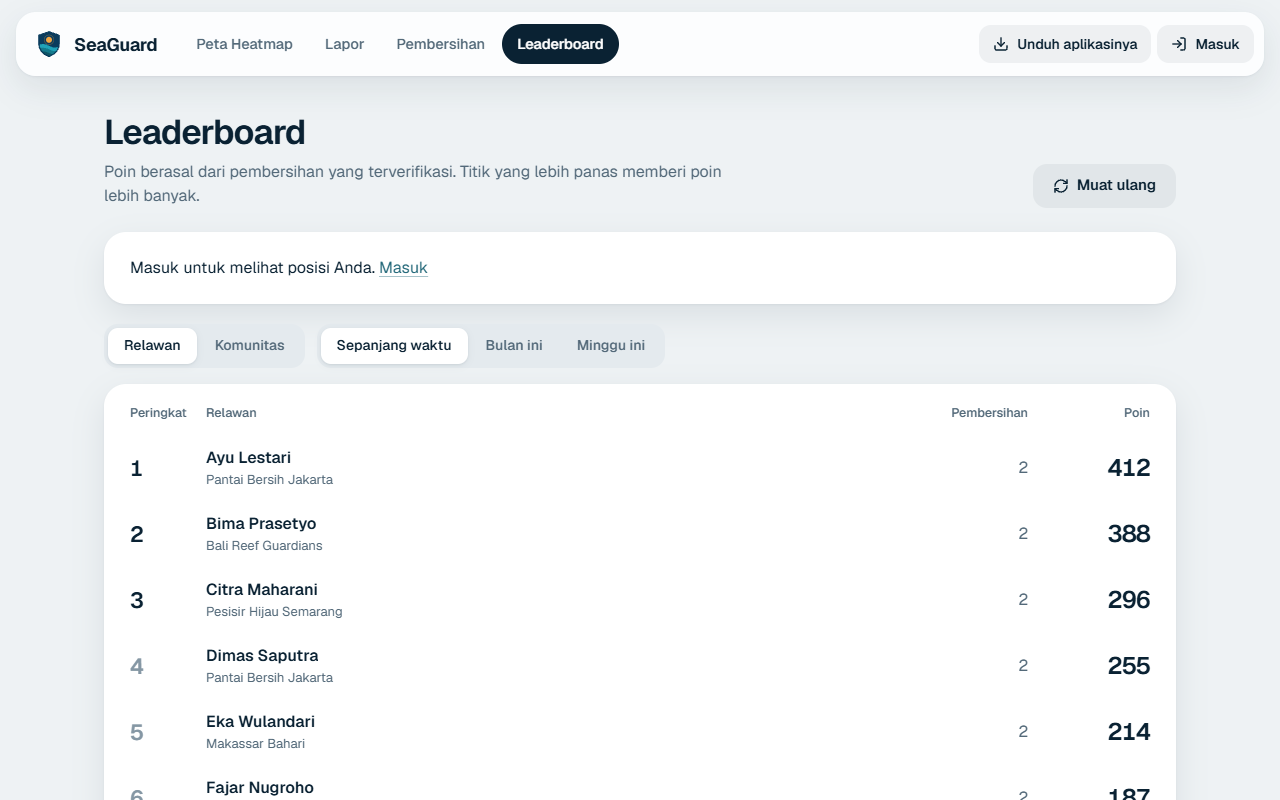 SeaGuard
Peta Heatmap
Lapor
Pembersihan
Leaderboard
Unduh aplikasinya
Masuk
Leaderboard
Poin berasal dari pembersihan yang terverifikasi. Titik yang lebih panas memberi poin
lebih banyak.
Muat ulang
Masuk untuk melihat posisi Anda. Masuk
Relawan
Komunitas
Sepanjang waktu
Bulan ini
Minggu ini
Peringkat
Relawan
Pembersihan
Poin
1
Ayu Lestari
Pantai Bersih Jakarta
2
412
2
Bima Prasetyo
Bali Reef Guardians
2
388
3
Citra Maharani
Pesisir Hijau Semarang
2
296
4
Dimas Saputra
Pantai Bersih Jakarta
2
255
5
Eka Wulandari
Makassar Bahari
2
214
6
Fajar Nugroho
2
187